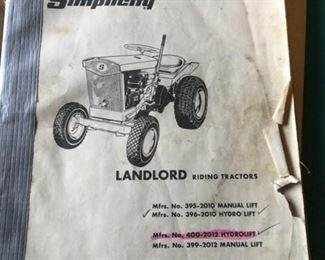 Simplicity
S
LANDLORD RIDING TRACTORS
Mfrs. No. 395-2010 MANUAL LIFT
Mfrs. No. 396-2010 HYDRO LIFT
Mfrs. No. 400-2012 HYDROLIFT
Mfrs. No. 399-2012 MANUAL LIFT